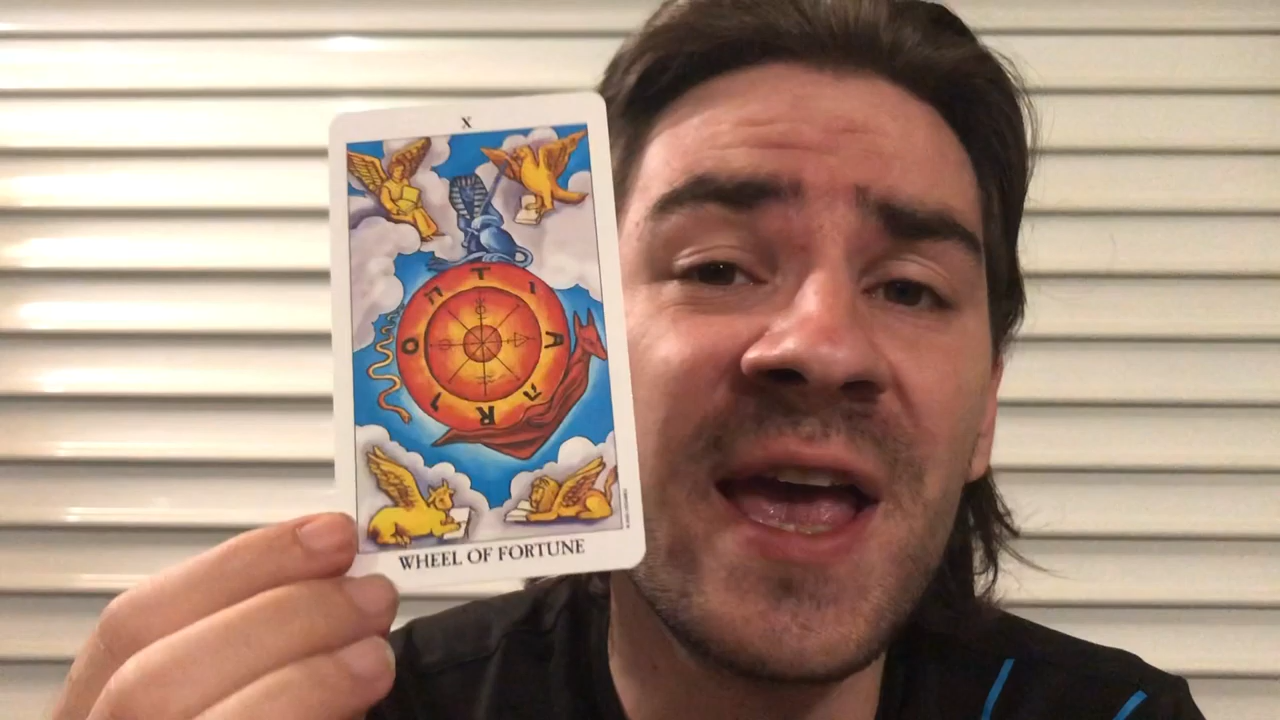 X
T
ה י
O A
ו R ה
WHEEL OF FORTUNE